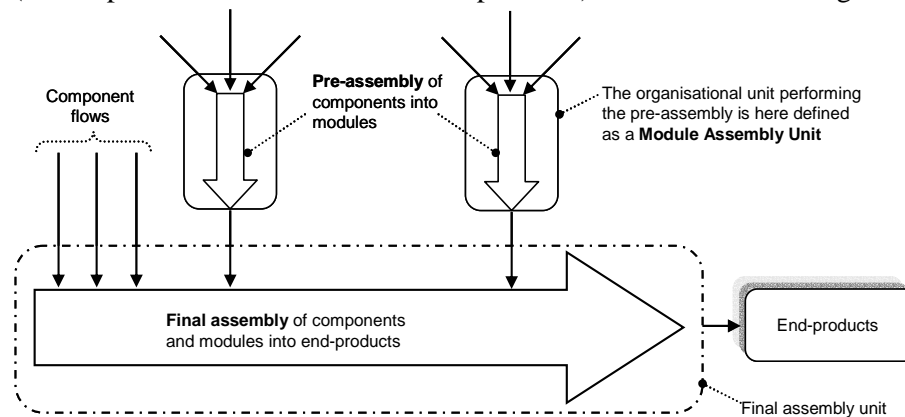 Component
flows
Pre-assembly of
components into
modules
The organisational unit performing
the pre-assembly is here defined
as a Module Assembly Unit
Final assembly of components
and modules into end-products
End-products
Final assembly unit